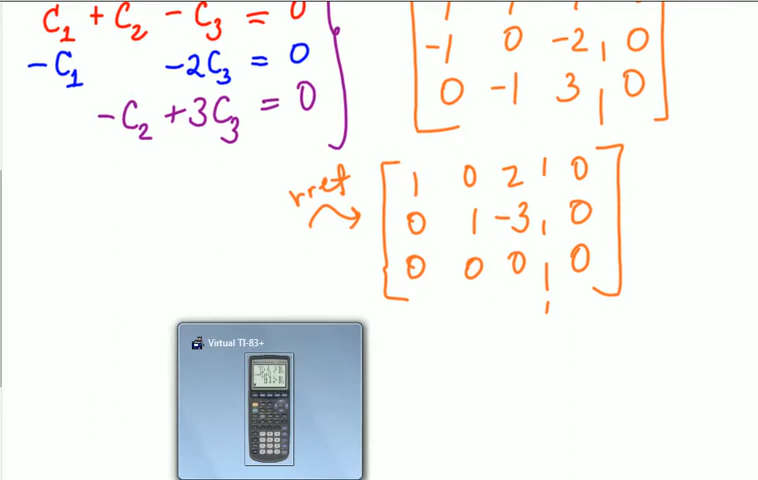 C₁ + C₂ - C₃ = 0
-C₁ -2C₃ = 0
-C₂ +3C₃ = 0
-1 0 -2 | 0
0 -1 3 | 0
rref
1 0 2 | 0
0 1 -3 | 0
0 0 0 | 0
Virtual TI-83+